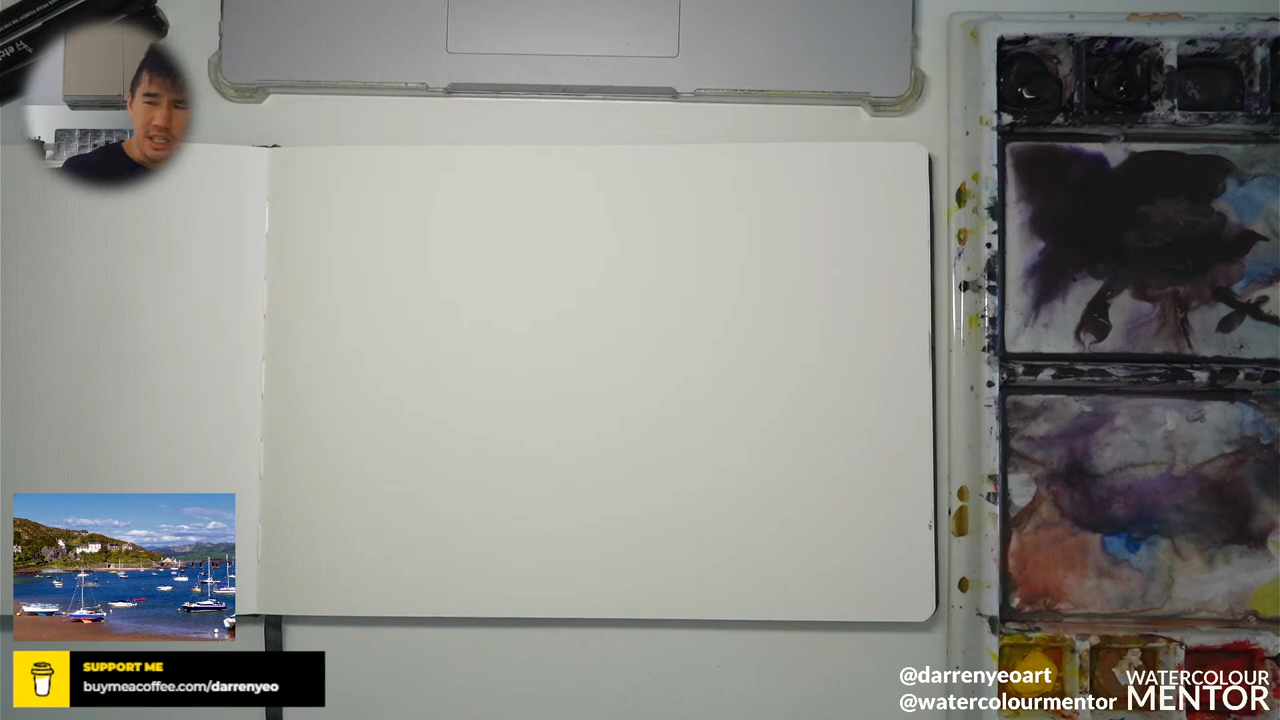 SUPPORT ME
buymeacoffee.com/darrenyeo
@darrenyeoart
@watercolourmentor
WATERCOLOUR
MENTOR